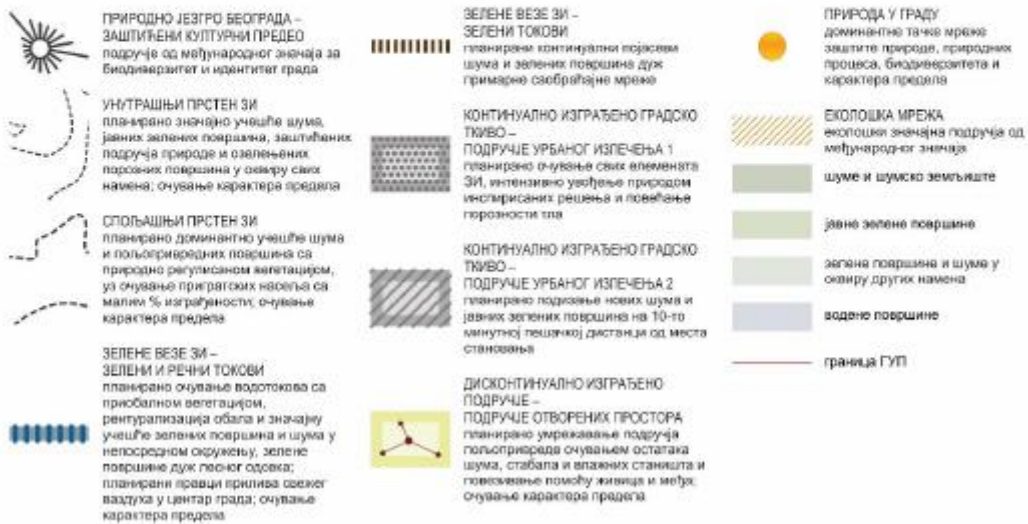 ПРИРОДНО ЈЕЗГРО БЕОГРАДА –
ЗАШТИЋЕНИ КУЛТУРНИ ПРЕДЕО
подручје од међународног значаја за
Биодиверзитет и идентитет града
УНУТРАШЊИ ПРСТЕН ЗИ
планирано значајно учешће шума,
јавних зелених површина, заштићених
подручја природе и озелењених
порозних површина у оквиру свих
намена; очување карактера предела
СПОЉАШЊИ ПРСТЕН ЗИ
планирано доминантно учешће шума
и пољопривредних површина са
природно регулисаном вегетацијом,
уз очување приградских насеља са
малим % изграђености; очување
карактера предела
ЗЕЛЕНЕ ВЕЗЕ ЗИ –
ЗЕЛЕНИ И РЕЧНИ ТОКОВИ
планирано очување водотокова са
приобалном вегетацијом,
рентурализација обала и значајну
учешће зелених површина и шума у
непосредном окружењу, зелене
површине дуж лесног одсека;
планирани правци прилива свежег
ваздуха у центар града; очување
карактера предела
ЗЕЛЕНЕ ВЕЗЕ ЗИ –
ЗЕЛЕНИ ТОКОВИ
планирани континуални појасеви
шума и зелених површина дуж
примарне саобраћајне мреже
КОНТИНУАЛНО ИЗГРАЂЕНО ГРАДСКО
ТКИВО –
ПОДРУЧЈЕ УРБАНОГ ИЗПЕЧЕЊА 1
планирано очување свих елемената
ЗИ, интензивно увођење природом
инспирисаних решења и повећање
порозности тла
КОНТИНУАЛНО ИЗГРАЂЕНО ГРАДСКО
ТКИВО –
ПОДРУЧЈЕ УРБАНОГ ИЗПЕЧЕЊА 2
планирано подизање нових шума и
јавних зелених површина на 10-то
минутној пешачкој дистанци од места
становања
ДИСКОНТИНУАЛНО ИЗГРАЂЕНО
ПОДРУЧЈЕ –
ПОДРУЧЈЕ ОТВОРЕНИХ ПРОСТОРА
планирано умрежавање подручја
пољопривреде очувањем остатака
шума, стабала и влажних станишта и
повезивање помоћу живица и међа;
очување карактера предела
ПРИРОДА У ГРАДУ
доминантне тачке мреже
заштите природе, природних
процеса, биодиверзитета и
карактера предела
ЕКОЛОШКА МРЕЖА
еколошки значајна подручја од
међународног значаја
шуме и шумско земљиште
јавне зелене површине
зелене површине и шуме у
оквиру других намена
водене површине
граница ГУП